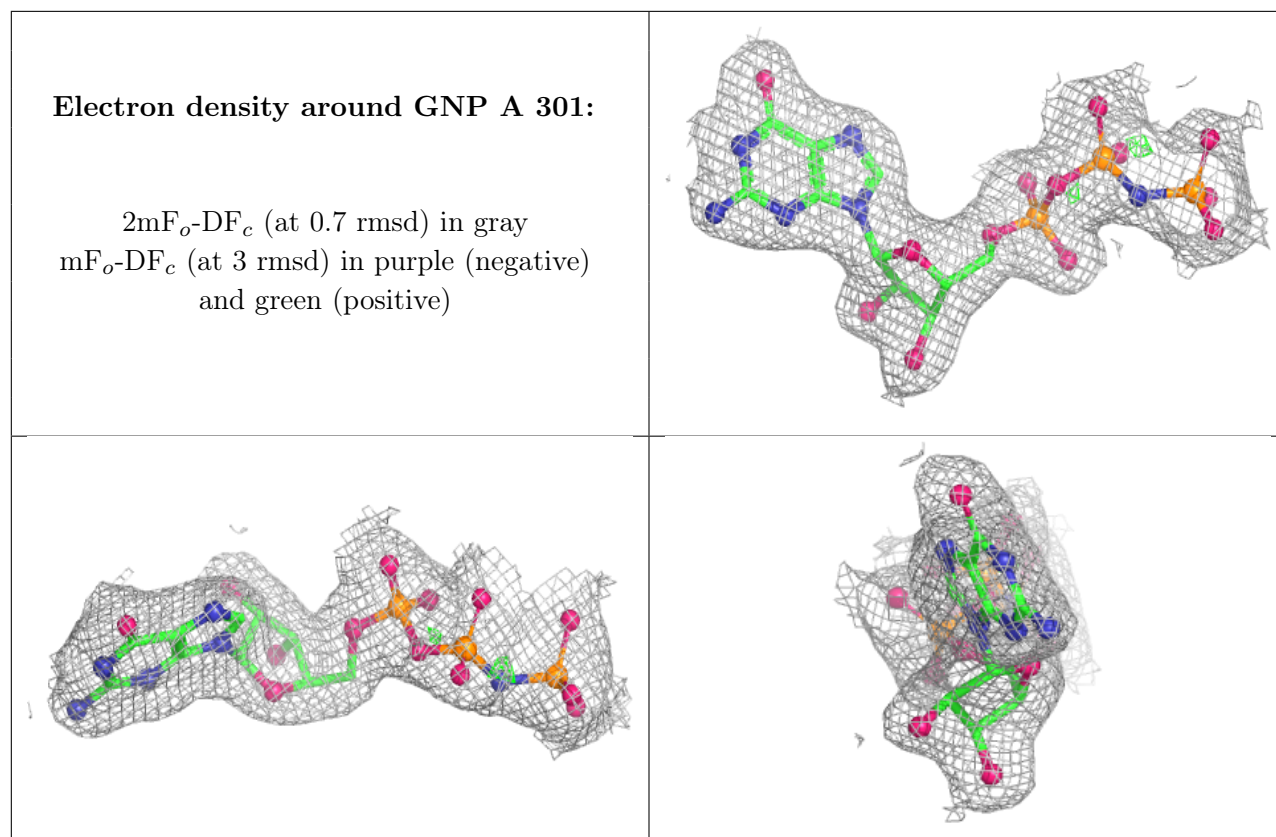 Electron density around GNP A 301:
2mFo-DFc (at 0.7 rmsd) in gray
mFo-DFc (at 3 rmsd) in purple (negative)
and green (positive)